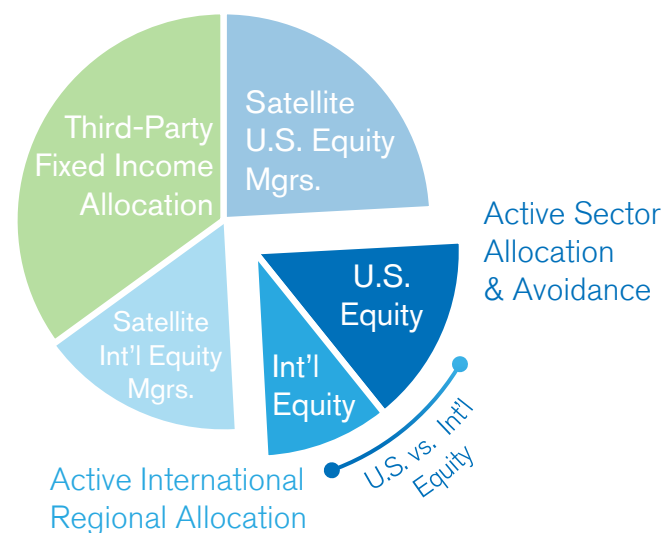 Satellite
U.S. Equity
Mgrs.
Third-Party
Fixed Income
Allocation
Active Sector
Allocation
& Avoidance
U.S.
Equity
Satellite
Int'l Equity
Mgrs.
Int'l
Equity
U.S. vs. Int'l
Equity
Active International
Regional Allocation